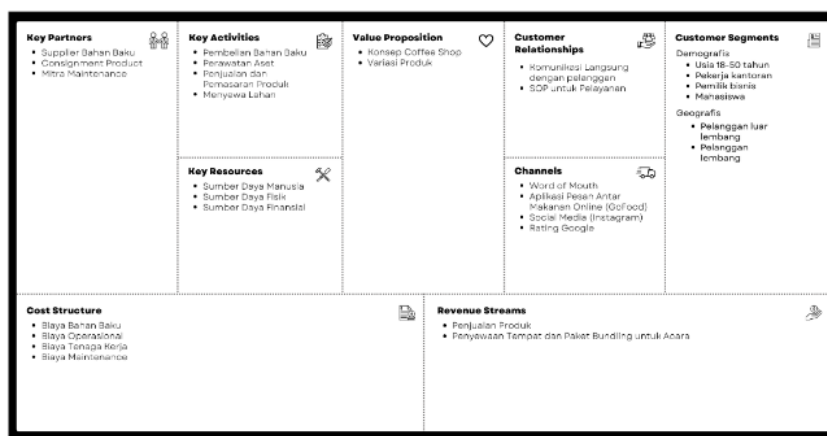 Key Partners
Supplier Bahan Baku
Consignment Product
Mitra Maintenance
Key Activities
Pembelian Bahan Baku
Perawatan Aset
Penjualan dan
Pemasaran Produk
Menyewa Lahan
Key Resources
Sumber Daya Manusia
Sumber Daya Fisik
Sumber Daya Finansial
Value Proposition
Konsep Coffee Shop
Variasi Produk
Customer
Relationships
Komunikasi Langsung
dengan pelanggan
SOP untuk Pelayanan
Channels
Word of Mouth
Aplikasi Pesan Antar
Makanan Online (GoFood)
Social Media (Instagram)
Rating Google
Customer Segments
Demografis
Usia 18-50 tahun
Pekerja kantoran
Pemilik bisnis
Mahasiswa
Geografis
Pelanggan luar
lembang
Pelanggan
lembang
Cost Structure
Biaya Bahan Baku
Biaya Operasional
Biaya Tenaga Kerja
Biaya Maintenance
Revenue Streams
Penjualan Produk
Penyewaan Tempat dan Paket Bundling untuk Acara